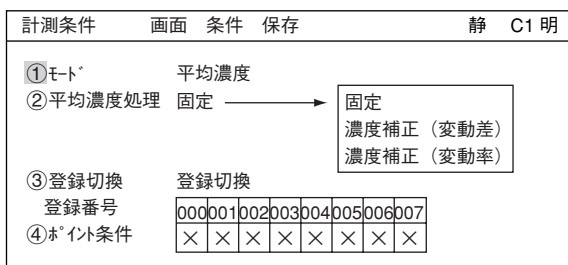 計測条件 画面 条件 保存 静 C1 明
①ﾓｰﾄﾞ 平均濃度
②平均濃度処理 固定 固定
濃度補正（変動差）
濃度補正（変動率）
③登録切換 登録切換
登録番号 000 001 002 003 004 005 006 007
④ﾎﾟｲﾝﾄ条件 × × × × × × × ×